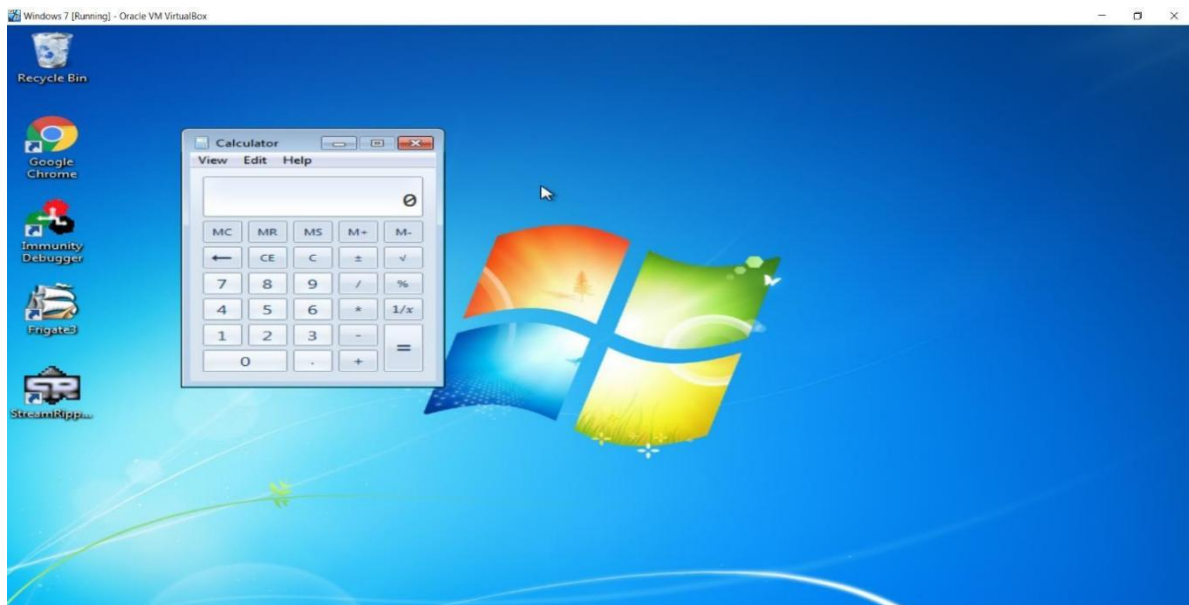 Windows 7 [Running] - Oracle VM VirtualBox
Recycle Bin
Google
Chrome
Immunity
Debugger
Frigate3
StreamRipp...
Calculator
View Edit Help
0
MC MR MS M+ M-
← CE C ± √
7 8 9 / %
4 5 6 * 1/x
1 2 3 - =
0 . +